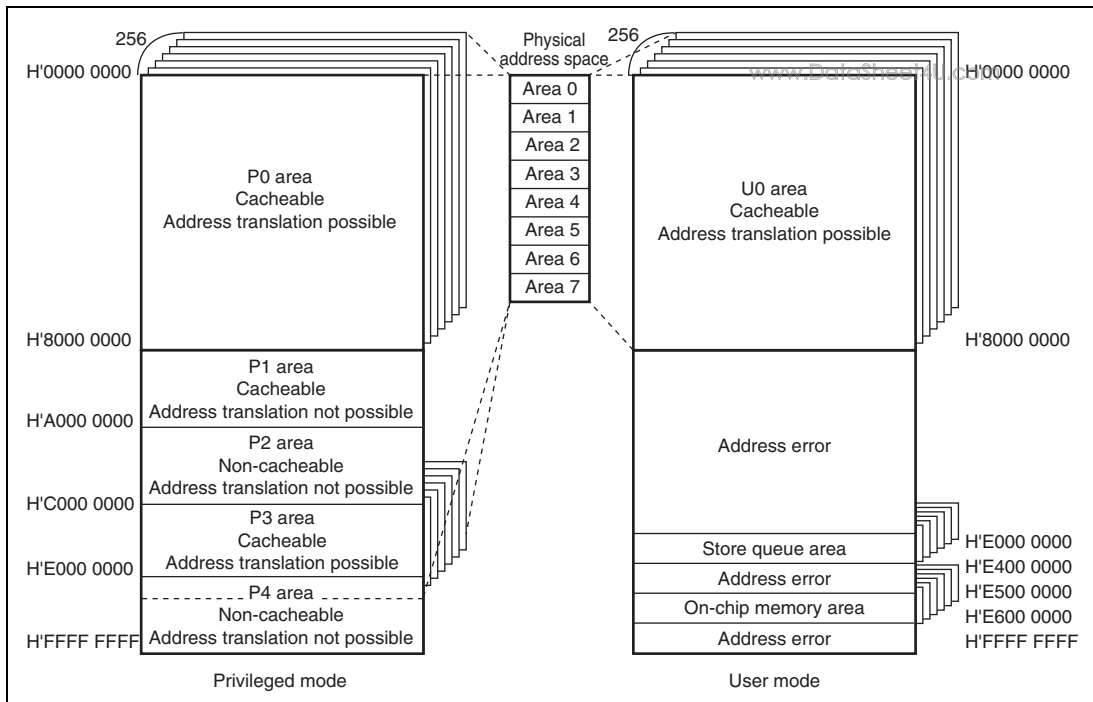 256
H'0000 0000
P0 area
Cacheable
Address translation possible
H'8000 0000
P1 area
Cacheable
Address translation not possible
H'A000 0000
P2 area
Non-cacheable
Address translation not possible
H'C000 0000
P3 area
Cacheable
Address translation possible
H'E000 0000
P4 area
Non-cacheable
Address translation not possible
H'FFFF FFFF
Privileged mode
Physical
address space
Area 0
Area 1
Area 2
Area 3
Area 4
Area 5
Area 6
Area 7
256
www.DataSheet4U.com
H'0000 0000
U0 area
Cacheable
Address translation possible
H'8000 0000
Address error
Store queue area
H'E000 0000
Address error
H'E400 0000
On-chip memory area
H'E500 0000
Address error
H'E600 0000
H'FFFF FFFF
User mode